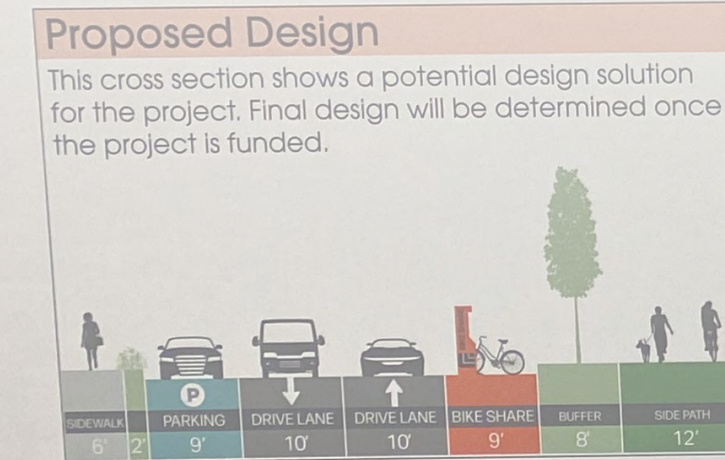 Proposed Design
This cross section shows a potential design solution
for the project. Final design will be determined once
the project is funded.
P
SIDEWALK PARKING DRIVE LANE DRIVE LANE BIKE SHARE BUFFER SIDE PATH
6' 2' 9' 10' 10' 9' 8' 12'